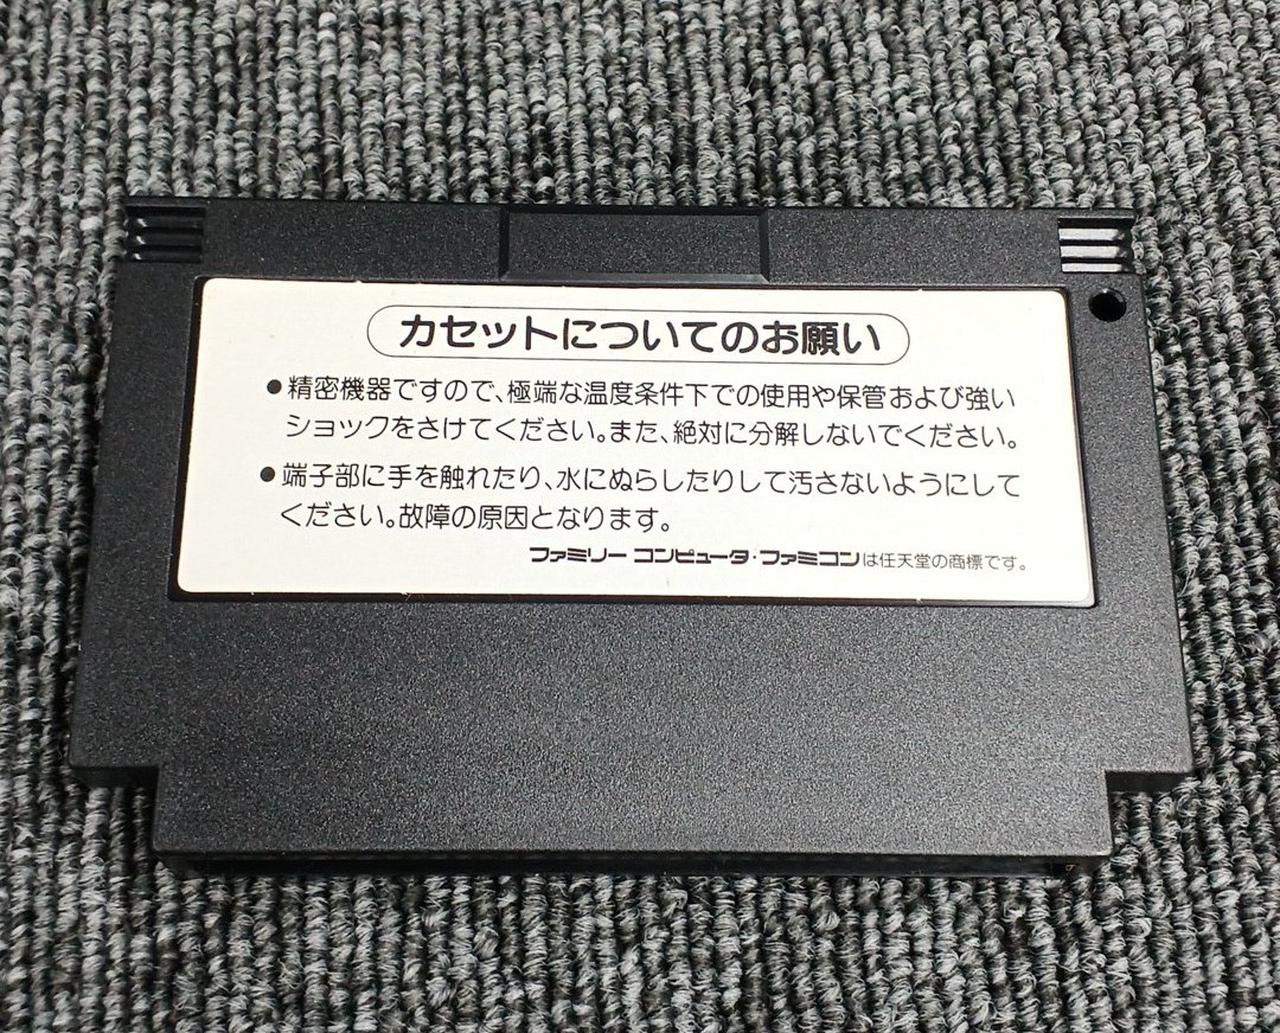 カセットについてのお願い
●精密機器ですので、極端な温度条件下での使用や保管および強い
ショックをさけてください。また、絶対に分解しないでください。
●端子部に手を触れたり、水にぬらしたりして汚さないようにして
ください。故障の原因となります。
ファミリー コンピュータ・ファミコンは任天堂の商標です。